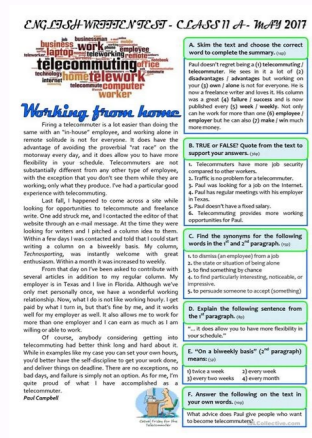 ENGLISH WRITTEN TEST - CLASS 11 A - MAY 2017
business
telecommuting
office
home telework
telecommuter
computer
worker
Working from home
Firing a telecommuter is a lot easier than doing the
same with an "in-house" employee, and working alone in
remote solitude is not for everyone. It does have the
advantage of avoiding the proverbial "rat race" on the
motorway every day, and it does allow you to have more
flexibility in your schedule. Telecommuters are not
substantially different from any other type of employee,
with the exception that you don't see them while they are
working, only what they produce. I've had a particular good
experience with telecommuting.
Last fall, I happened to come across a site while
looking for opportunities to telecommute and freelance
write. One add struck me, and I contacted the editor of that
website through an e-mail message. At the time they were
looking for writers and I pitched a column idea to them.
Within a few days I was contacted and told that I could start
writing a column on a biweekly basis. My column,
Technosporting, was instantly welcome with great
enthusiasm. Within a month it was increased to weekly.
From that day on I've been asked to contribute with
several articles in addition to my regular column. My
employer is in Texas and I live in Florida. Although we've
only met personally once, we have a wonderful working
relationship. Now, what I do is not like working hourly. I get
paid by what I turn in, but that's fine by me, and it works
well for my employer as well. It also allows me to work for
more than one employer and I can earn as much as I am
willing or able to work.
Of course, anybody considering getting into
telecommuting had better think long and hard about it.
While in examples like my case you can set your own hours,
you'd better have the self-discipline to get your work done,
and deliver things on deadline. There are no exceptions, no
bad days, and failure is simply not an option. As for me, I'm
quite proud of what I have accomplished as a
telecommuter.
Paul Campbell
A. Skim the text and choose the correct
word to complete the summary.
Paul doesn't regret being a (1) telecommuting /
telecommuter. He sees in it a lot of (2)
disadvantages / advantages but working on
your (3) own / alone is not for everyone. He is
now a freelance writer and loves it. His column
was a great (4) failure / success and is now
published every (5) week / weekly. Not only
can he work for more than one (6) employee /
employer but he can also (7) make / win much
more money.
B. TRUE or FALSE? Quote from the text to
support your answers.
1. Telecommuters have more job security
compared to other workers.
2. Traffic is no problem for a telecommuter.
3. Paul was looking for a job on the Internet.
4. Paul has regular meetings with his employer
in Texas.
5. Paul doesn't have a fixed salary.
6. Telecommuting provides more working
opportunities for Paul.
C. Find the synonyms for the following
words in the 1st and 2nd paragraph.
1. to dismiss (an employee) from a job
2. the state or situation of being alone
3. to find something by chance
4. to find particularly interesting, noticeable, or
impressive.
5. to persuade someone to accept (something)
D. Explain the following sentence from
the 1st paragraph.
"... it does allow you to have more flexibility in
your schedule."
E. "On a biweekly basis" (2nd paragraph)
means:
1) twice a week 2) every week
3) every two weeks 4) every month
F. Answer the following on the text in
your own words.
What advice does Paul give people who want
to become telecommuters?